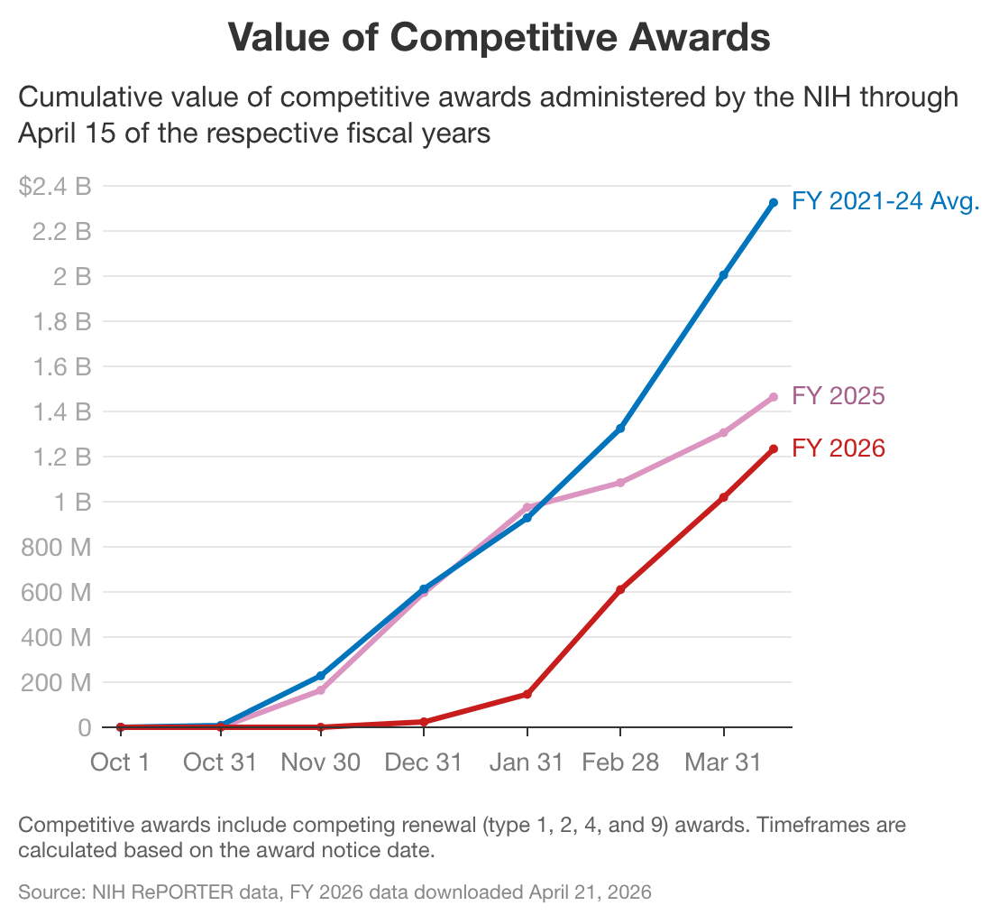 Value of Competitive Awards
Cumulative value of competitive awards administered by the NIH through
April 15 of the respective fiscal years
$2.4 B
2.2 B
2 B
1.8 B
1.6 B
1.4 B
1.2 B
1 B
800 M
600 M
400 M
200 M
0
FY 2021-24 Avg.
FY 2025
FY 2026
Oct 1 Oct 31 Nov 30 Dec 31 Jan 31 Feb 28 Mar 31
Competitive awards include competing renewal (type 1, 2, 4, and 9) awards. Timeframes are
calculated based on the award notice date.
Source: NIH RePORTER data, FY 2026 data downloaded April 21, 2026